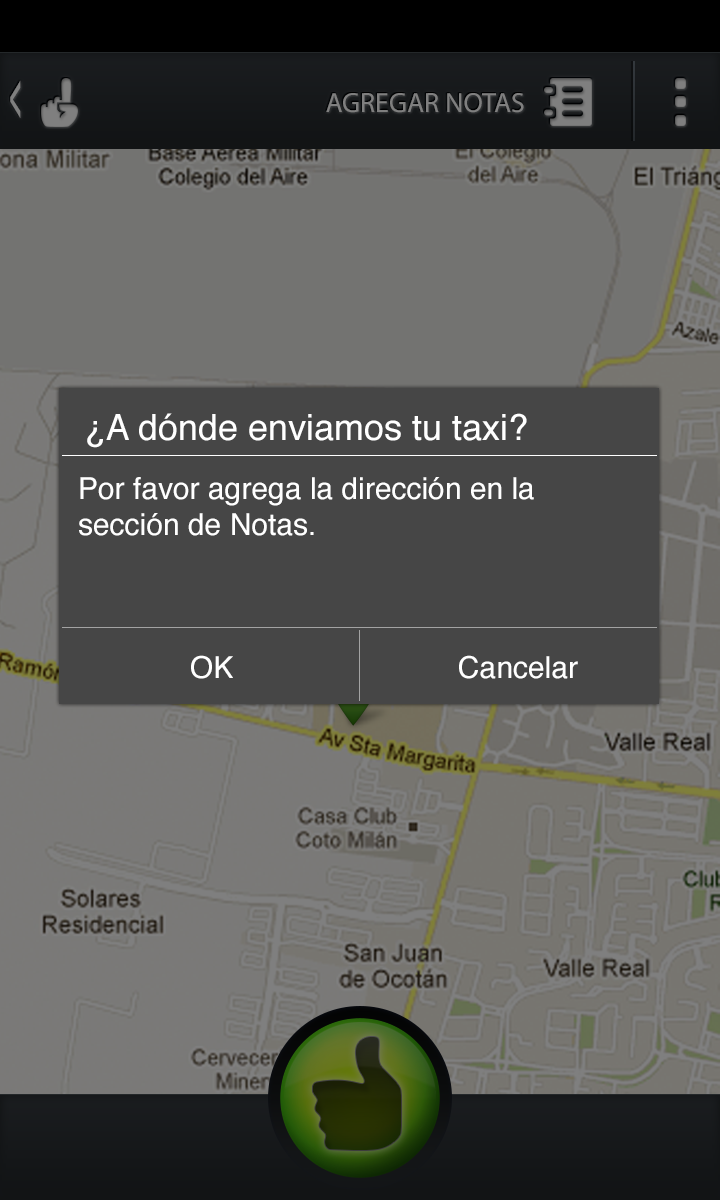 AGREGAR NOTAS
ona Militar
Base Aérea Militar
Colegio del Aire
El Colegio
del Aire
El Triáng
Azale
¿A dónde enviamos tu taxi?
Por favor agrega la dirección en la
sección de Notas.
OK
Cancelar
Ramón
Av Sta Margarita
Valle Real
Casa Club
Coto Milán
Club
R
Solares
Residencial
San Juan
de Ocotán
Valle Real
Cervecer
Miner